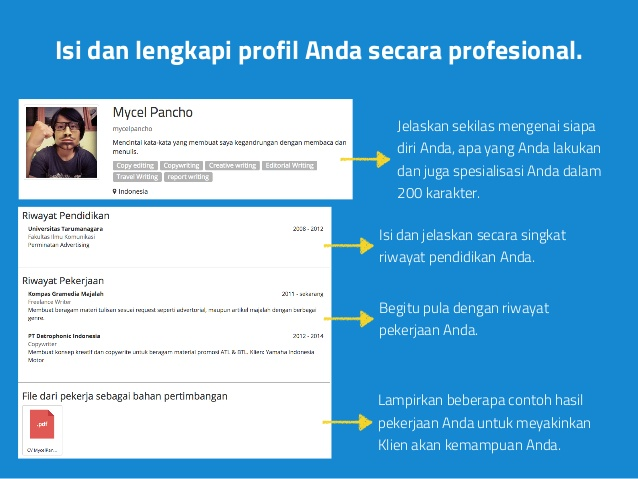 Isi dan lengkapi profil Anda secara profesional.
Mycel Pancho
mycelpancho
Mencintai kata-kata yang membuat saya kegandrungan dengan membaca dan
menulis.
Copy editing Copywriting Creative writing Editorial Writing
Travel Writing report writing
Indonesia
Jelaskan sekilas mengenai siapa
diri Anda, apa yang Anda lakukan
dan juga spesialisasi Anda dalam
200 karakter.
Riwayat Pendidikan
Universitas Tarumanagara 2008 - 2012
Fakultas Ilmu Komunikasi
Perminatan Advertising
Isi dan jelaskan secara singkat
riwayat pendidikan Anda.
Riwayat Pekerjaan
Kompas Gramedia Majalah 2011 - sekarang
Freelance Writer
Membuat beragam materi tulisan sesuai request seperti advertorial, maupun artikel majalah dengan berbagai
genre.
PT Detrophonic Indonesia 2012 - 2014
Copywriter
Membuat konsep kreatif dan copywrite untuk beragam material promosi ATL & BTL. Klien: Yamaha Indonesia
Motor
Begitu pula dengan riwayat
pekerjaan Anda.
File dari pekerja sebagai bahan pertimbangan
.pdf
CV Mycel Pan...
Lampirkan beberapa contoh hasil
pekerjaan Anda untuk meyakinkan
Klien akan kemampuan Anda.